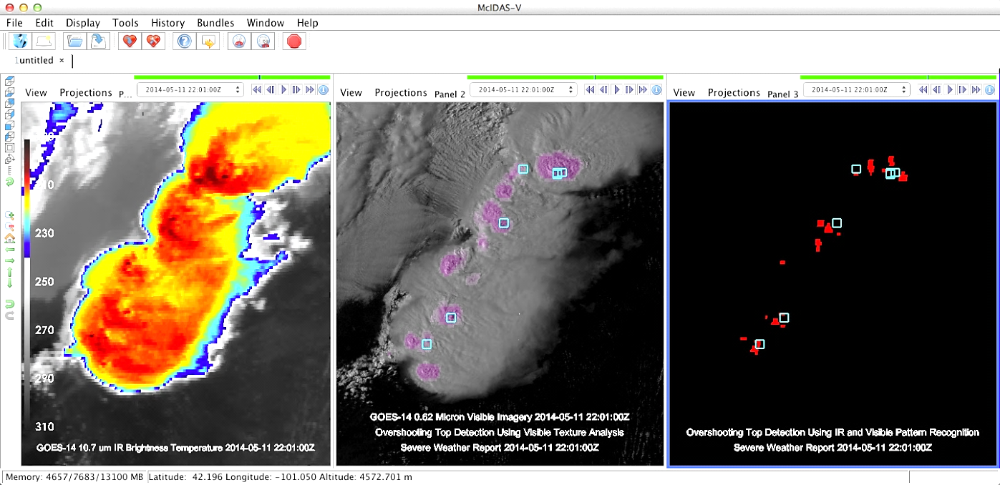 McIDAS-V
File Edit Display Tools History Bundles Window Help
1untitled ×
View Projections P... 2014-05-11 22:01:00Z
View Projections Panel 2 2014-05-11 22:01:00Z
View Projections Panel 3 2014-05-11 22:01:00Z
230
250
270
290
310
GOES-14 10.7 um IR Brightness Temperature 2014-05-11 22:01:00Z
GOES-14 0.62 Micron Visible Imagery 2014-05-11 22:01:00Z
Overshooting Top Detection Using Visible Texture Analysis
Severe Weather Report 2014-05-11 22:01:00Z
Overshooting Top Detection Using IR and Visible Pattern Recognition
Severe Weather Report 2014-05-11 22:01:00Z
Memory: 4657/7683/13100 MB Latitude: 42.196 Longitude: -101.050 Altitude: 4572.701 m